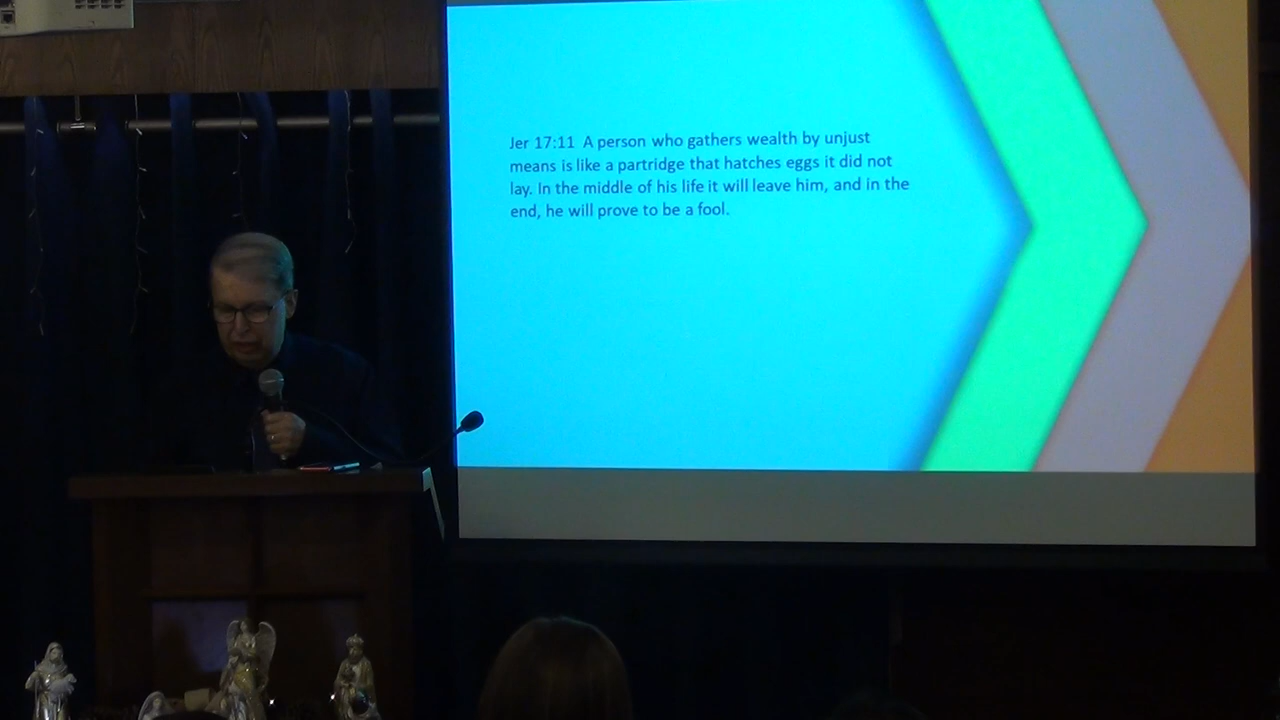 Jer 17:11 A person who gathers wealth by unjust
means is like a partridge that hatches eggs it did not
lay. In the middle of his life it will leave him, and in the
end, he will prove to be a fool.